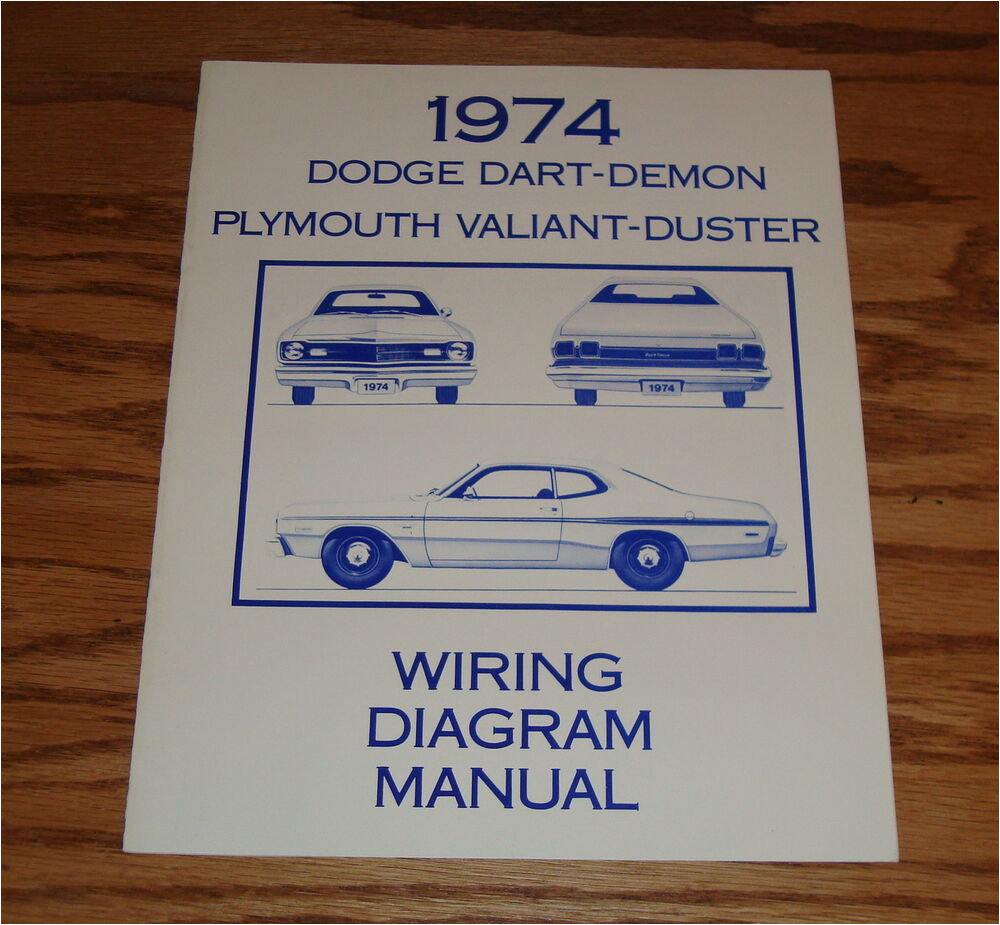 1974
DODGE DART-DEMON
PLYMOUTH VALIANT-DUSTER
1974
1974
WIRING
DIAGRAM
MANUAL